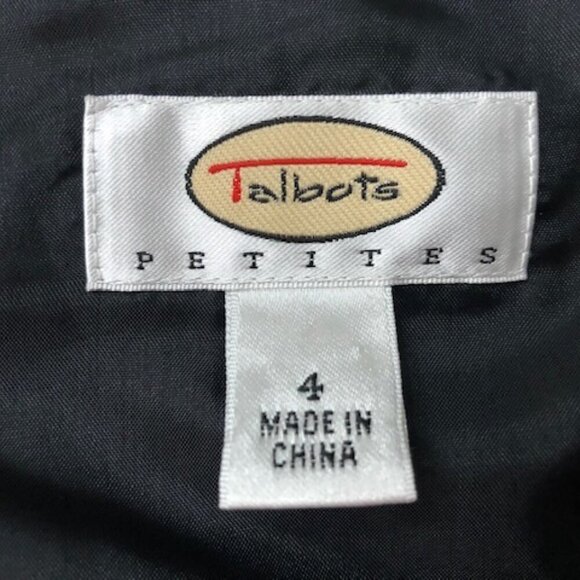 Talbots
PETITES
4
MADE IN
CHINA